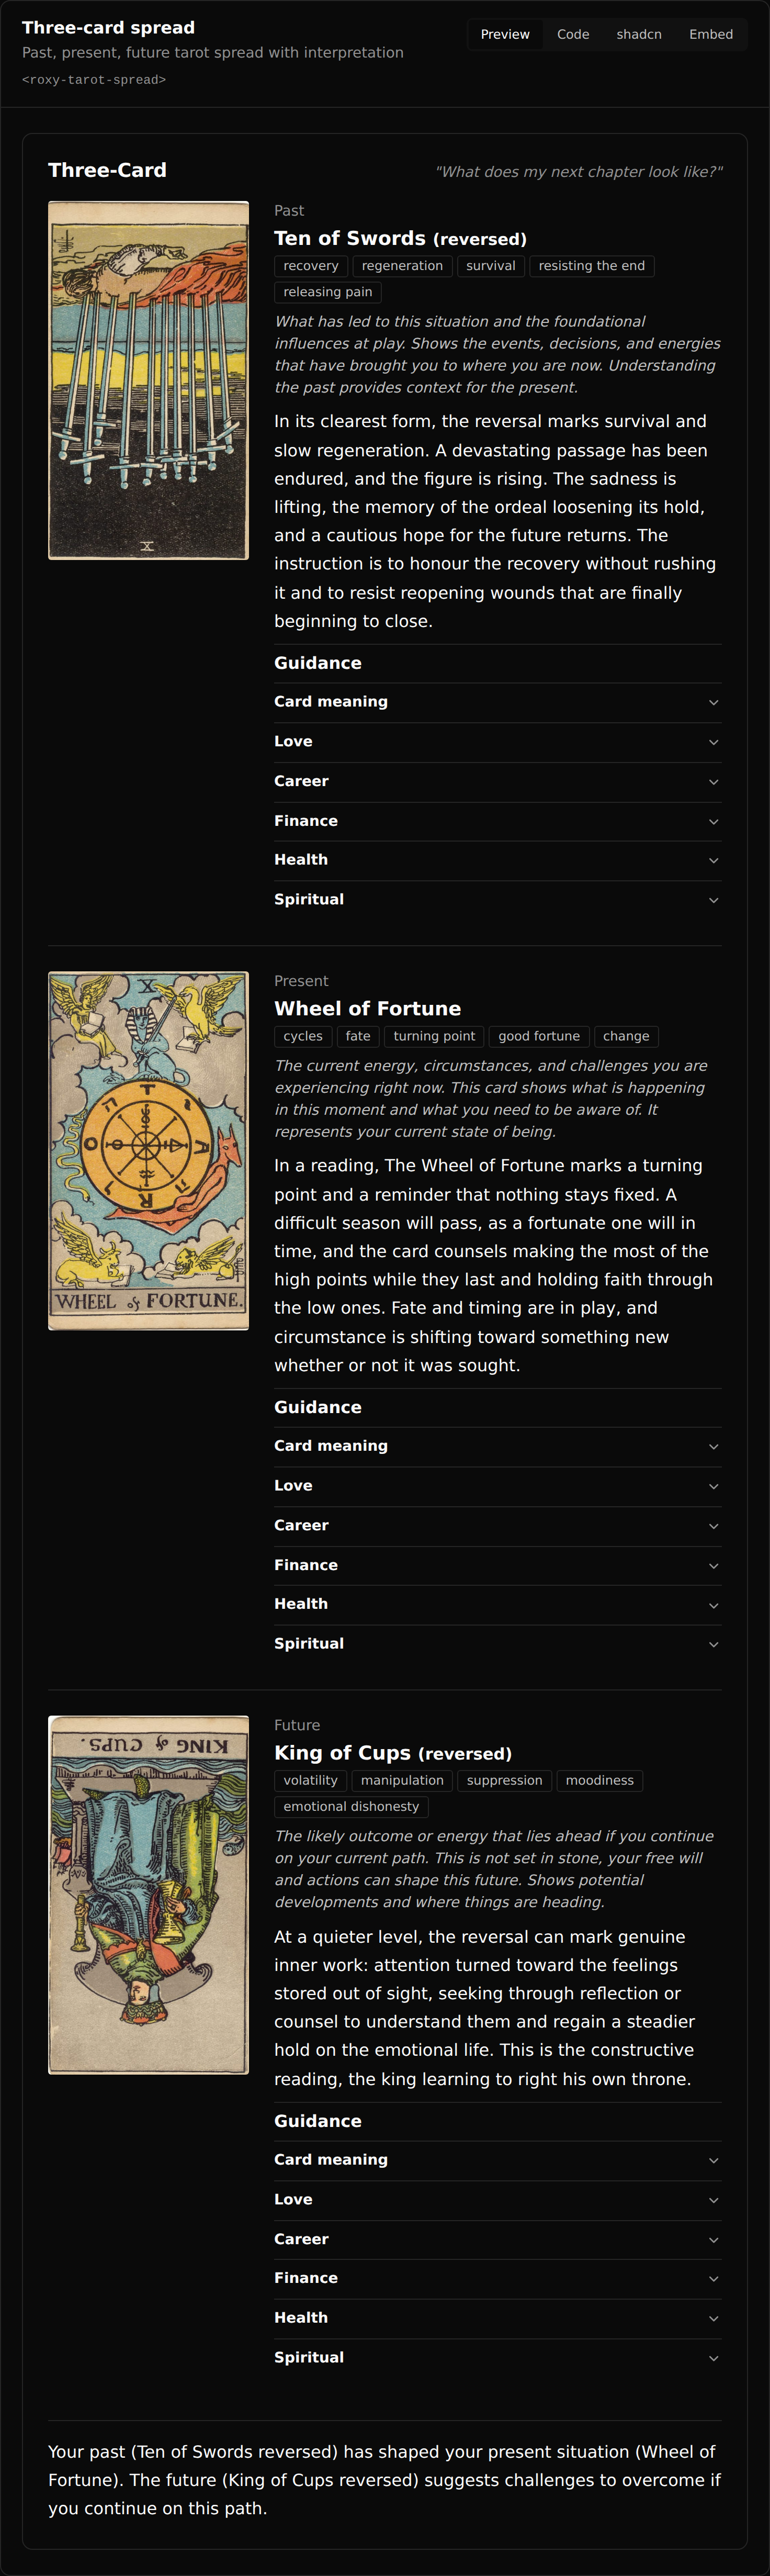 Three-card spread
Past, present, future tarot spread with interpretation
<roxy-tarot-spread>
Preview
Code
shadcn
Embed
Three-Card
"What does my next chapter look like?"
Past
Ten of Swords (reversed)
recovery
regeneration
survival
resisting the end
releasing pain
What has led to this situation and the foundational
influences at play. Shows the events, decisions, and energies
that have brought you to where you are now. Understanding
the past provides context for the present.
In its clearest form, the reversal marks survival and
slow regeneration. A devastating passage has been
endured, and the figure is rising. The sadness is
lifting, the memory of the ordeal loosening its hold,
and a cautious hope for the future returns. The
instruction is to honour the recovery without rushing
it and to resist reopening wounds that are finally
beginning to close.
X
Guidance
Card meaning
Love
Career
Finance
Health
Spiritual
Present
Wheel of Fortune
cycles
fate
turning point
good fortune
change
The current energy, circumstances, and challenges you are
experiencing right now. This card shows what is happening
in this moment and what you need to be aware of. It
represents your current state of being.
In a reading, The Wheel of Fortune marks a turning
point and a reminder that nothing stays fixed. A
difficult season will pass, as a fortunate one will in
time, and the card counsels making the most of the
high points while they last and holding faith through
the low ones. Fate and timing are in play, and
circumstance is shifting toward something new
whether or not it was sought.
X
T
A
R
O
WHEEL of FORTUNE.
Guidance
Card meaning
Love
Career
Finance
Health
Spiritual
Future
King of Cups (reversed)
volatility
manipulation
suppression
moodiness
emotional dishonesty
The likely outcome or energy that lies ahead if you continue
on your current path. This is not set in stone, your free will
and actions can shape this future. Shows potential
developments and where things are heading.
At a quieter level, the reversal can mark genuine
inner work: attention turned toward the feelings
stored out of sight, seeking through reflection or
counsel to understand them and regain a steadier
hold on the emotional life. This is the constructive
reading, the king learning to right his own throne.
KING of CUPS.
Guidance
Card meaning
Love
Career
Finance
Health
Spiritual
Your past (Ten of Swords reversed) has shaped your present situation (Wheel of
Fortune). The future (King of Cups reversed) suggests challenges to overcome if
you continue on this path.